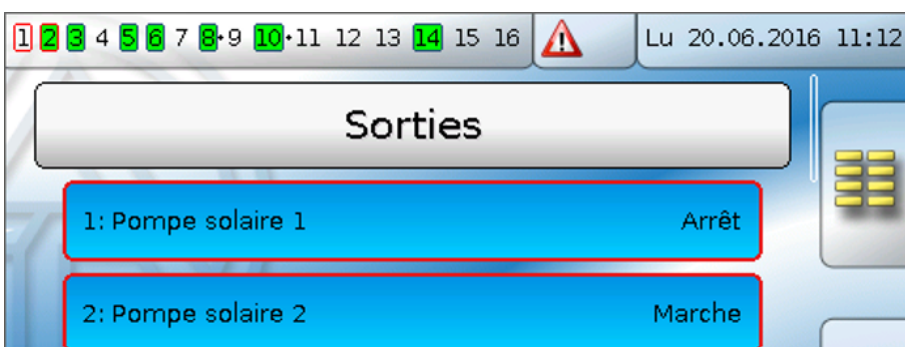 1 2 3 4 5 6 7 8·9 10·11 12 13 14 15 16 Lu 20.06.2016 11:12
Sorties
1: Pompe solaire 1 Arrêt
2: Pompe solaire 2 Marche